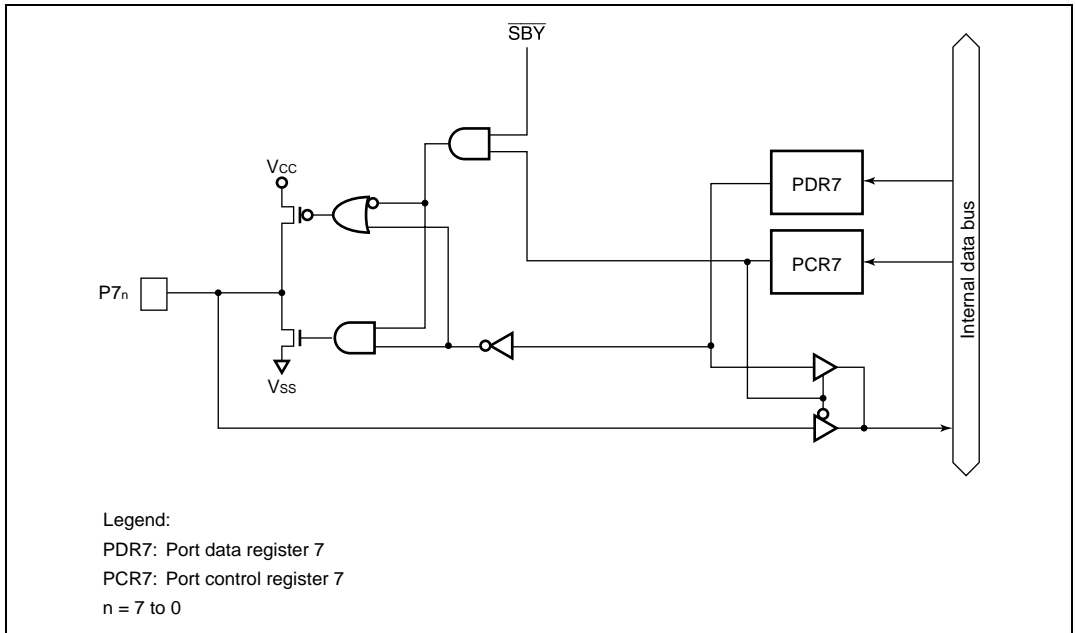 S̅B̅Y̅
VCC
PDR7
PCR7
Internal data bus
P7n
VSS
Legend:
PDR7: Port data register 7
PCR7: Port control register 7
n = 7 to 0